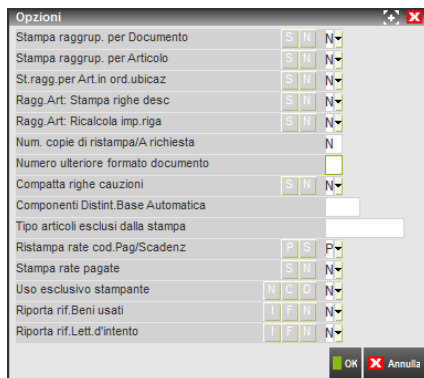 Opzioni
Stampa raggrup. per Documento S N N
Stampa raggrup. per Articolo S N N
St.ragg.per Art.in ord.ubicaz S N N
Ragg.Art: Stampa righe desc S N N
Ragg.Art: Ricalcola imp.riga S N N
Num. copie di ristampa/A richiesta N
Numero ulteriore formato documento
Compatta righe cauzioni S N N
Componenti Distint.Base Automatica
Tipo articoli esclusi dalla stampa
Ristampa rate cod.Pag/Scadenz P S P
Stampa rate pagate S N N
Uso esclusivo stampante N C D N
Riporta rif.Beni usati I F N N
Riporta rif.Lett.d'intento I F N N
OK Annulla